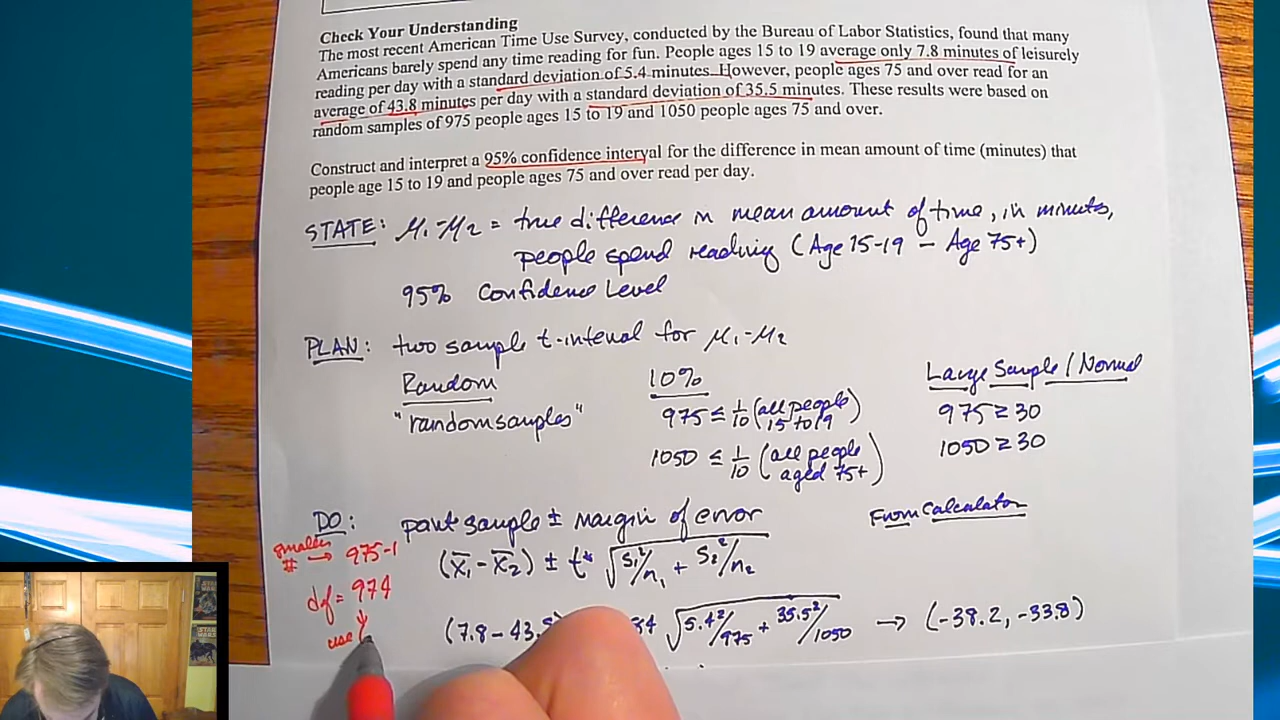 Check Your Understanding
The most recent American Time Use Survey, conducted by the Bureau of Labor Statistics, found that many
Americans barely spend any time reading for fun. People ages 15 to 19 average only 7.8 minutes of leisurely
reading per day with a standard deviation of 5.4 minutes. However, people ages 75 and over read for an
average of 43.8 minutes per day with a standard deviation of 35.5 minutes. These results were based on
random samples of 975 people ages 15 to 19 and 1050 people ages 75 and over.
Construct and interpret a 95% confidence interval for the difference in mean amount of time (minutes) that
people age 15 to 19 and people ages 75 and over read per day.
STATE: μ₁-μ₂ = true difference in mean amount of time, in minutes,
people spend reading (Age 15-19 - Age 75+)
95% Confidence Level
PLAN: two sample t-interval for μ₁-μ₂
Random 10% Large Sample / Normal
"random samples" 975 ≤ 1/10 (all people 15 to 19) 975 ≥ 30
1050 ≤ 1/10 (all people aged 75+) 1050 ≥ 30
DO: point sample ± margin of error From Calculator
smaller # → 975-1
(x̄₁-x̄₂) ± t* √(s₁²/n₁ + s₂²/n₂)
df = 974
(7.8-43. 84 √(5.4²/975 + 35.5²/1050) → (-38.2, -33.8)
use
STAR WARS